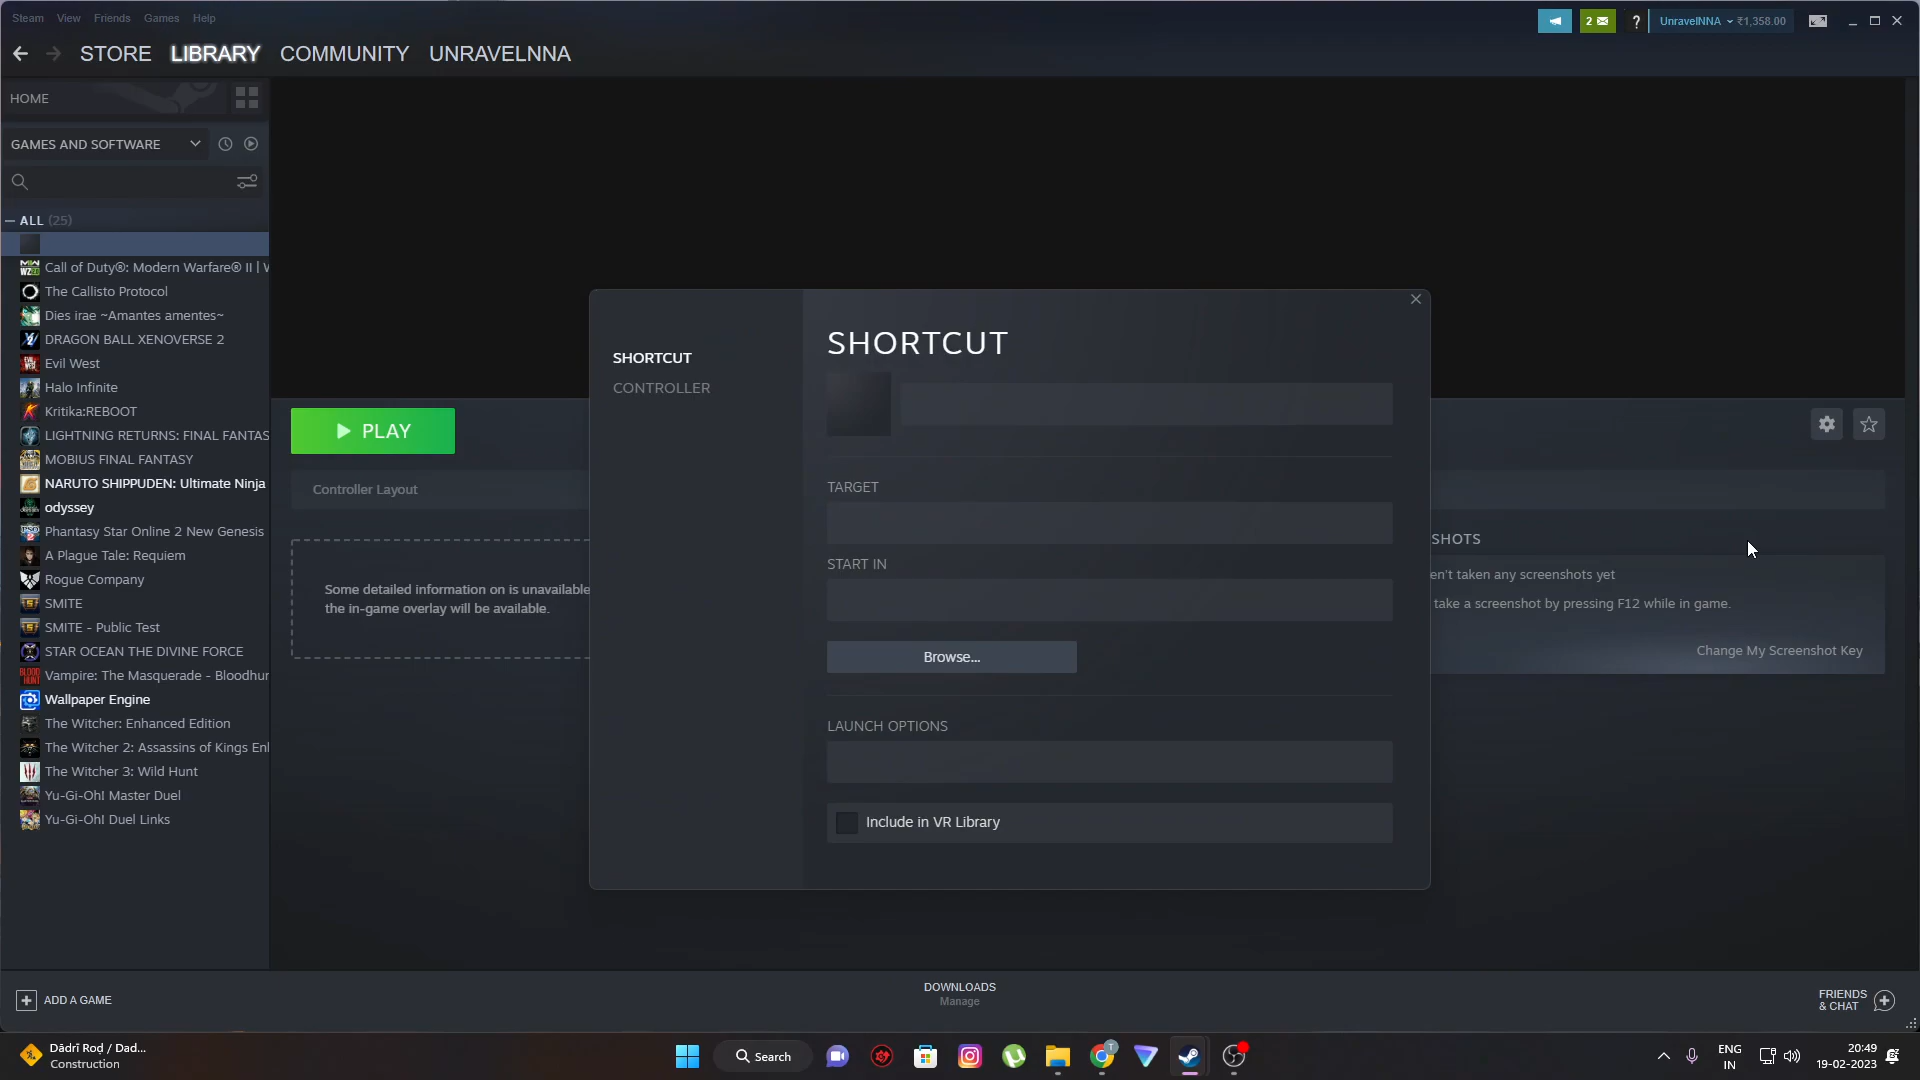 Steam View Friends Games Help
2 ? UnravelNNA ₹1,358.00
STORE LIBRARY COMMUNITY UNRAVELNNA
HOME
GAMES AND SOFTWARE
ALL (25)
Call of Duty®: Modern Warfare® II | W
The Callisto Protocol
Dies irae ~Amantes amentes~
DRAGON BALL XENOVERSE 2
Evil West
Halo Infinite
Kritika:REBOOT
LIGHTNING RETURNS: FINAL FANTAS
MOBIUS FINAL FANTASY
NARUTO SHIPPUDEN: Ultimate Ninja
odyssey
Phantasy Star Online 2 New Genesis
A Plague Tale: Requiem
Rogue Company
SMITE
SMITE - Public Test
STAR OCEAN THE DIVINE FORCE
Vampire: The Masquerade - Bloodhun
Wallpaper Engine
The Witcher: Enhanced Edition
The Witcher 2: Assassins of Kings Enh
The Witcher 3: Wild Hunt
Yu-Gi-Oh! Master Duel
Yu-Gi-Oh! Duel Links
PLAY
Controller Layout
Some detailed information on is unavailable
the in-game overlay will be available.
SHORTCUT
CONTROLLER
SHORTCUT
TARGET
START IN
Browse...
LAUNCH OPTIONS
Include in VR Library
SHOTS
en't taken any screenshots yet
take a screenshot by pressing F12 while in game.
Change My Screenshot Key
ADD A GAME
DOWNLOADS
Manage
FRIENDS
& CHAT
Dādrī Roḍ / Dad...
Construction
Search
T
ENG
IN
20:49
19-02-2023